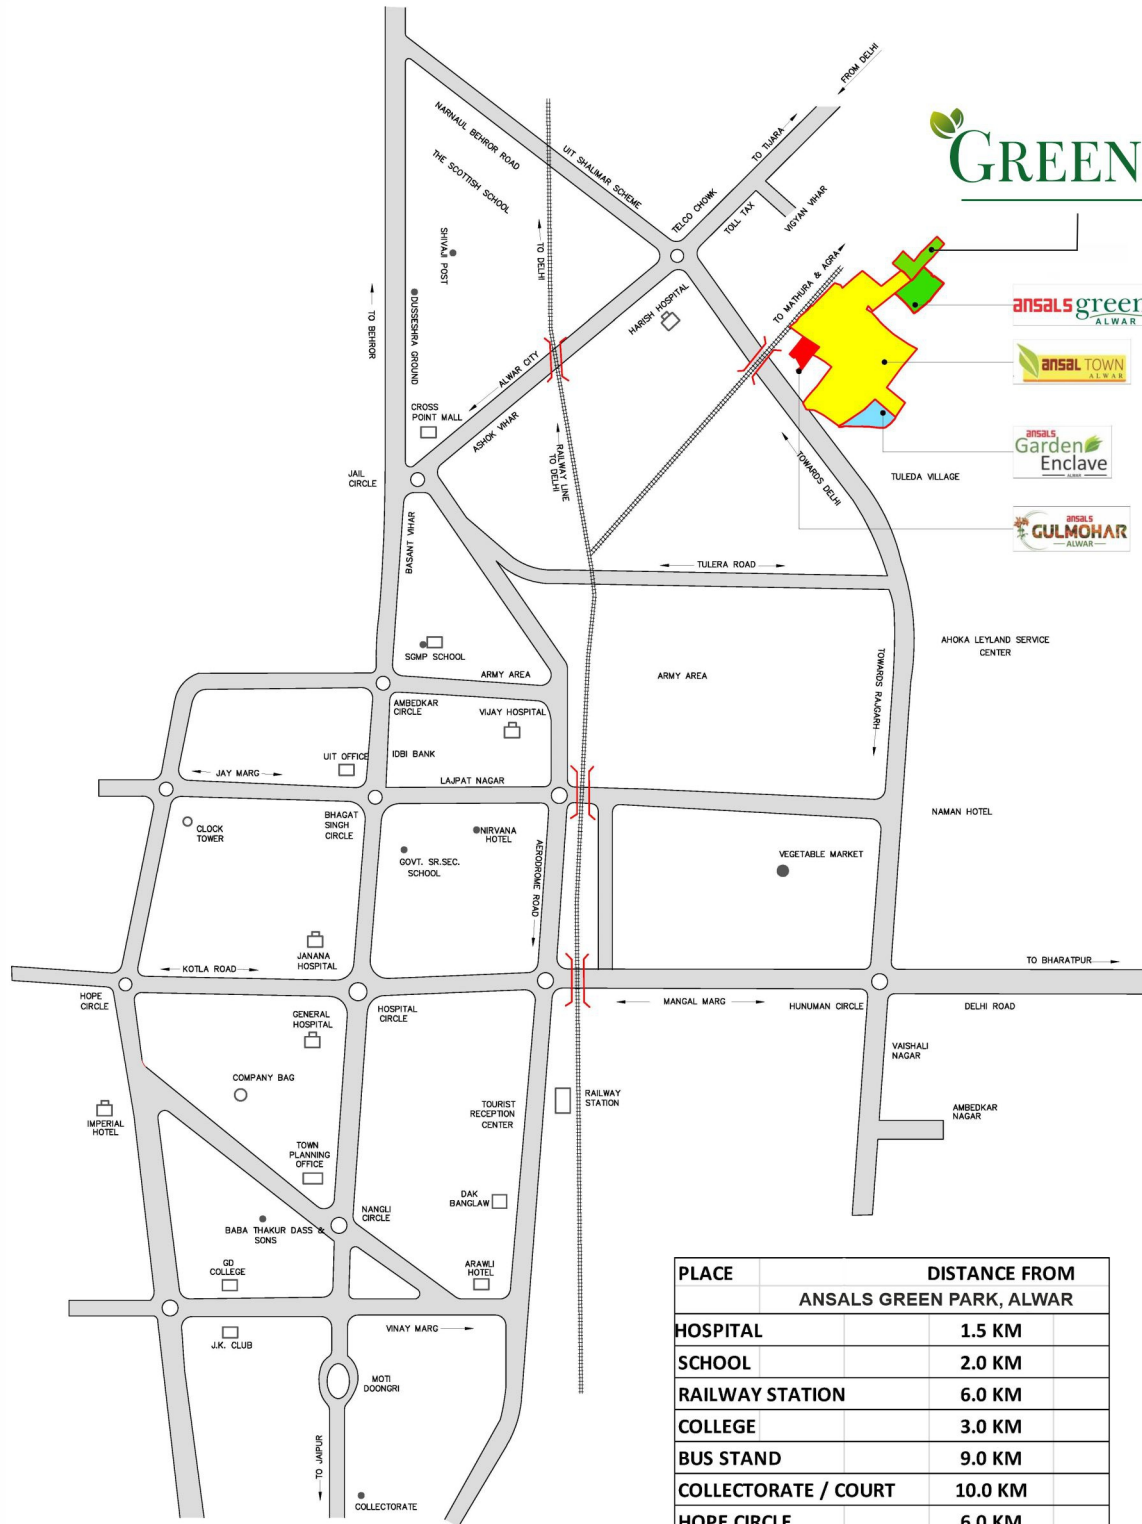 FROM DELHI
NARNAUL BEHROR ROAD
UIT SHALIMAR SCHEME
TO TIJARA
GREEN
THE SCOTTISH SCHOOL
TELCO CHOWK
TOLL TAX
VIGYAN VIHAR
SHIVAJI POST
TO DELHI
TO MATHURA & AGRA
TO BEHROR
DUSSESHRA GROUND
HARISH HOSPITAL
ansals green
ALWAR
ALWAR CITY
ansal TOWN
ALWAR
CROSS
POINT MALL
ASHOK VIHAR
RAILWAY LINE
TO DELHI
TOWARDS DELHI
ansals
Garden
Enclave
ALWAR
JAIL
CIRCLE
TULEDA VILLAGE
BASANT VIHAR
ansals
GULMOHAR
ALWAR
TULERA ROAD
SGMP SCHOOL
ARMY AREA
ARMY AREA
TOWARDS RAJGARH
AHOKA LEYLAND SERVICE
CENTER
AMBEDKAR
CIRCLE
VIJAY HOSPITAL
UIT OFFICE
IDBI BANK
JAY MARG
LAJPAT NAGAR
CLOCK
TOWER
BHAGAT
SINGH
CIRCLE
NIRVANA
HOTEL
NAMAN HOTEL
GOVT. SR.SEC.
SCHOOL
AERODROME ROAD
VEGETABLE MARKET
JANANA
HOSPITAL
KOTLA ROAD
TO BHARATPUR
HOPE
CIRCLE
HOSPITAL
CIRCLE
MANGAL MARG
HUNUMAN CIRCLE
DELHI ROAD
GENERAL
HOSPITAL
VAISHALI
NAGAR
COMPANY BAG
IMPERIAL
HOTEL
TOURIST
RECEPTION
CENTER
RAILWAY
STATION
AMBEDKAR
NAGAR
TOWN
PLANNING
OFFICE
DAK
BANGLAW
NANGLI
CIRCLE
BABA THAKUR DASS &
SONS
GD
COLLEGE
ARAWLI
HOTEL
J.K. CLUB
VINAY MARG
MOTI
DOONGRI
TO JAIPUR
COLLECTORATE
PLACE DISTANCE FROM
ANSALS GREEN PARK, ALWAR
HOSPITAL 1.5 KM
SCHOOL 2.0 KM
RAILWAY STATION 6.0 KM
COLLEGE 3.0 KM
BUS STAND 9.0 KM
COLLECTORATE / COURT 10.0 KM
HOPE CIRCLE 6.0 KM